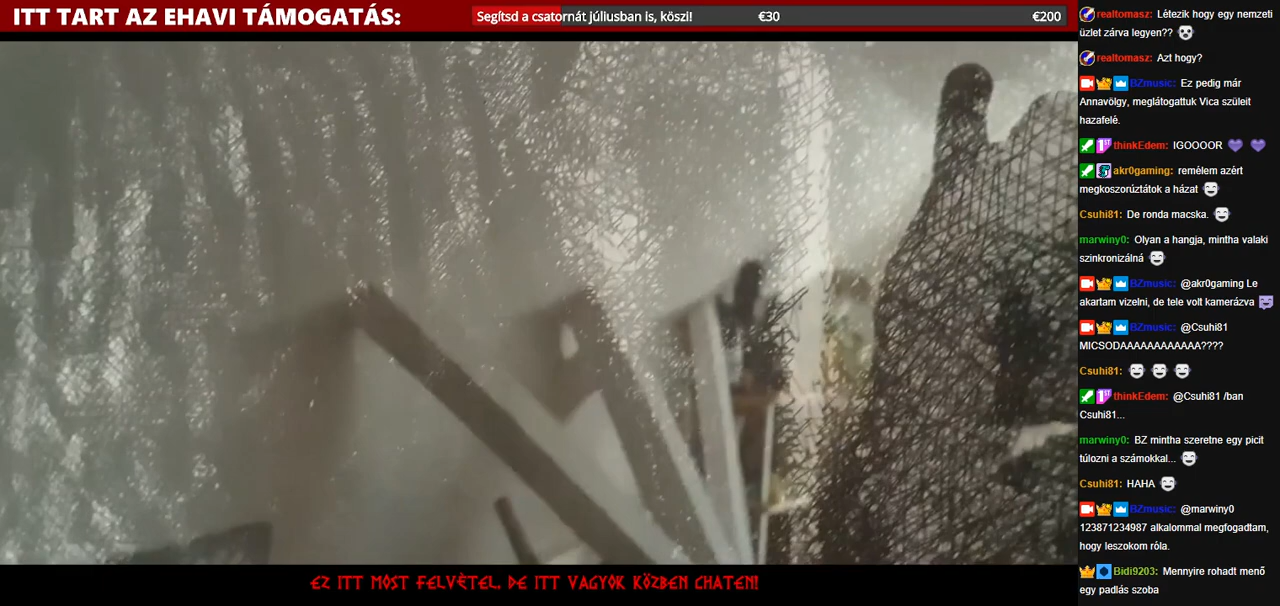 ITT TART AZ EHAVI TÁMOGATÁS:
Segítsd a csatornát júliusban is, köszi! €30 €200
realtomasz: Létezik hogy egy nemzeti
üzlet zárva legyen??
realtomasz: Azt hogy?
BZmusic: Ez pedig már
Annavölgy, meglátogattuk Vica szüleit
hazafelé.
thinkEdem: IGOOOOR
akr0gaming: remélem azért
megkoszorúztátok a házat
Csuhi81: De ronda macska.
marwiny0: Olyan a hangja, mintha valaki
szinkronizálná
BZmusic: @akr0gaming Le
akartam vizelni, de tele volt kamerázva
BZmusic: @Csuhi81
MICSODAAAAAAAAAAAA????
Csuhi81:
thinkEdem: @Csuhi81 /ban
Csuhi81...
marwiny0: BZ mintha szeretne egy picit
túlozni a számokkal...
Csuhi81: HAHA
BZmusic: @marwiny0
123871234987 alkalommal megfogadtam,
hogy leszokom róla.
Bidi9203: Mennyire rohadt menő
egy padlás szoba
EZ ITT MOST FELVÉTEL, DE ITT VAGYOK KÖZBEN CHATEN!